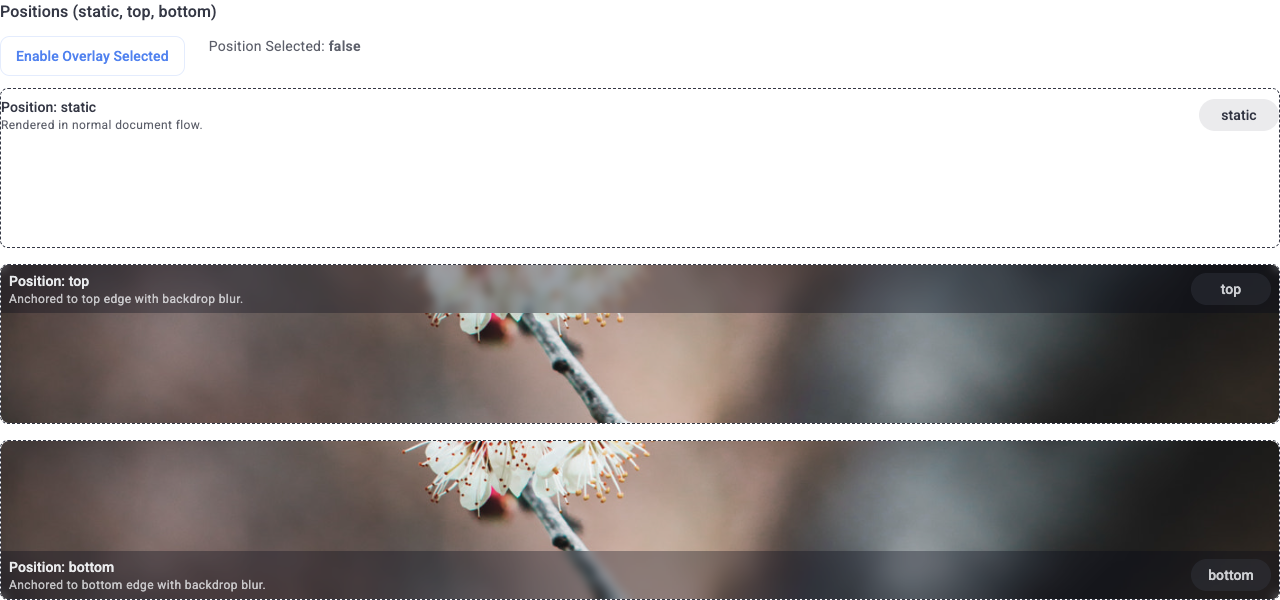 Positions (static, top, bottom)
Enable Overlay Selected
Position Selected: false
Position: static
Rendered in normal document flow.
static
Position: top
Anchored to top edge with backdrop blur.
top
Position: bottom
Anchored to bottom edge with backdrop blur.
bottom